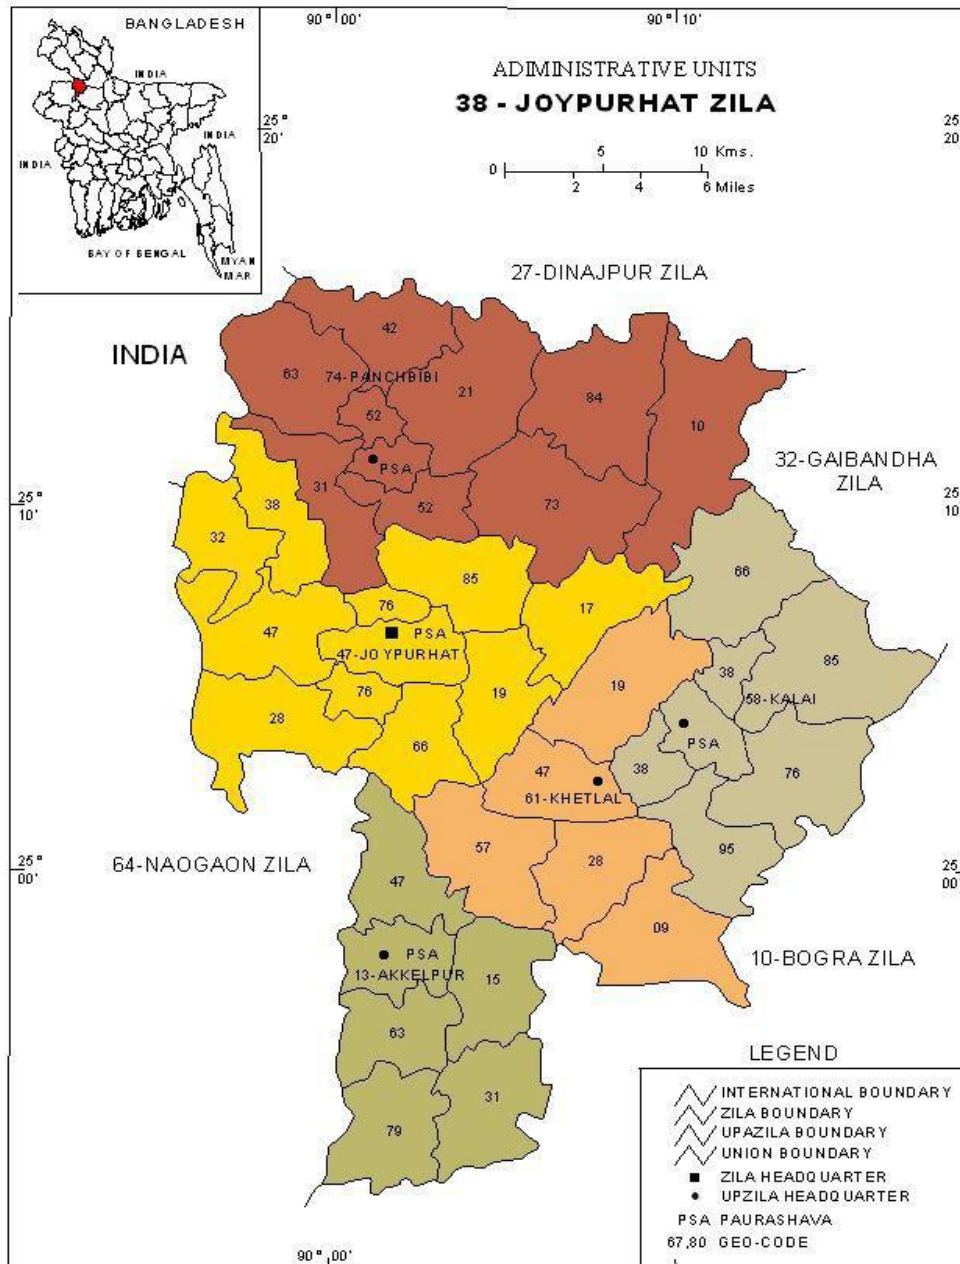 BANGLADESH
INDIA
INDIA
INDIA
BAY OF BENGAL
MYAN
MAR
90° 00'
90° 10'
ADIMINISTRATIVE UNITS
38 - JOYPURHAT ZILA
5 10 Kms.
0
2 4 6 Miles
25°
20'
25
20
27-DINAJPUR ZILA
INDIA
42
63
74-PANCHBIBI
21
84
10
52
PSA
31
52
73
32-GAIBANDHA
ZILA
25°
10'
25
10
38
32
85
66
76
17
47
PSA
47-JOYPURHAT
85
38
19
76
19
58-KALAI
28
66
PSA
47
38
76
61-KHETLAL
57
28
95
64-NAOGAON ZILA
25°
00'
25
00
47
09
PSA
13-AKKELPUR
15
10-BOGRA ZILA
63
31
79
LEGEND
INTERNATIONAL BOUNDARY
ZILA BOUNDARY
UPAZILA BOUNDARY
UNION BOUNDARY
ZILA HEADQUARTER
UPZILA HEADQUARTER
PSA PAURASHAVA
67,80 GEO-CODE
90° 00'